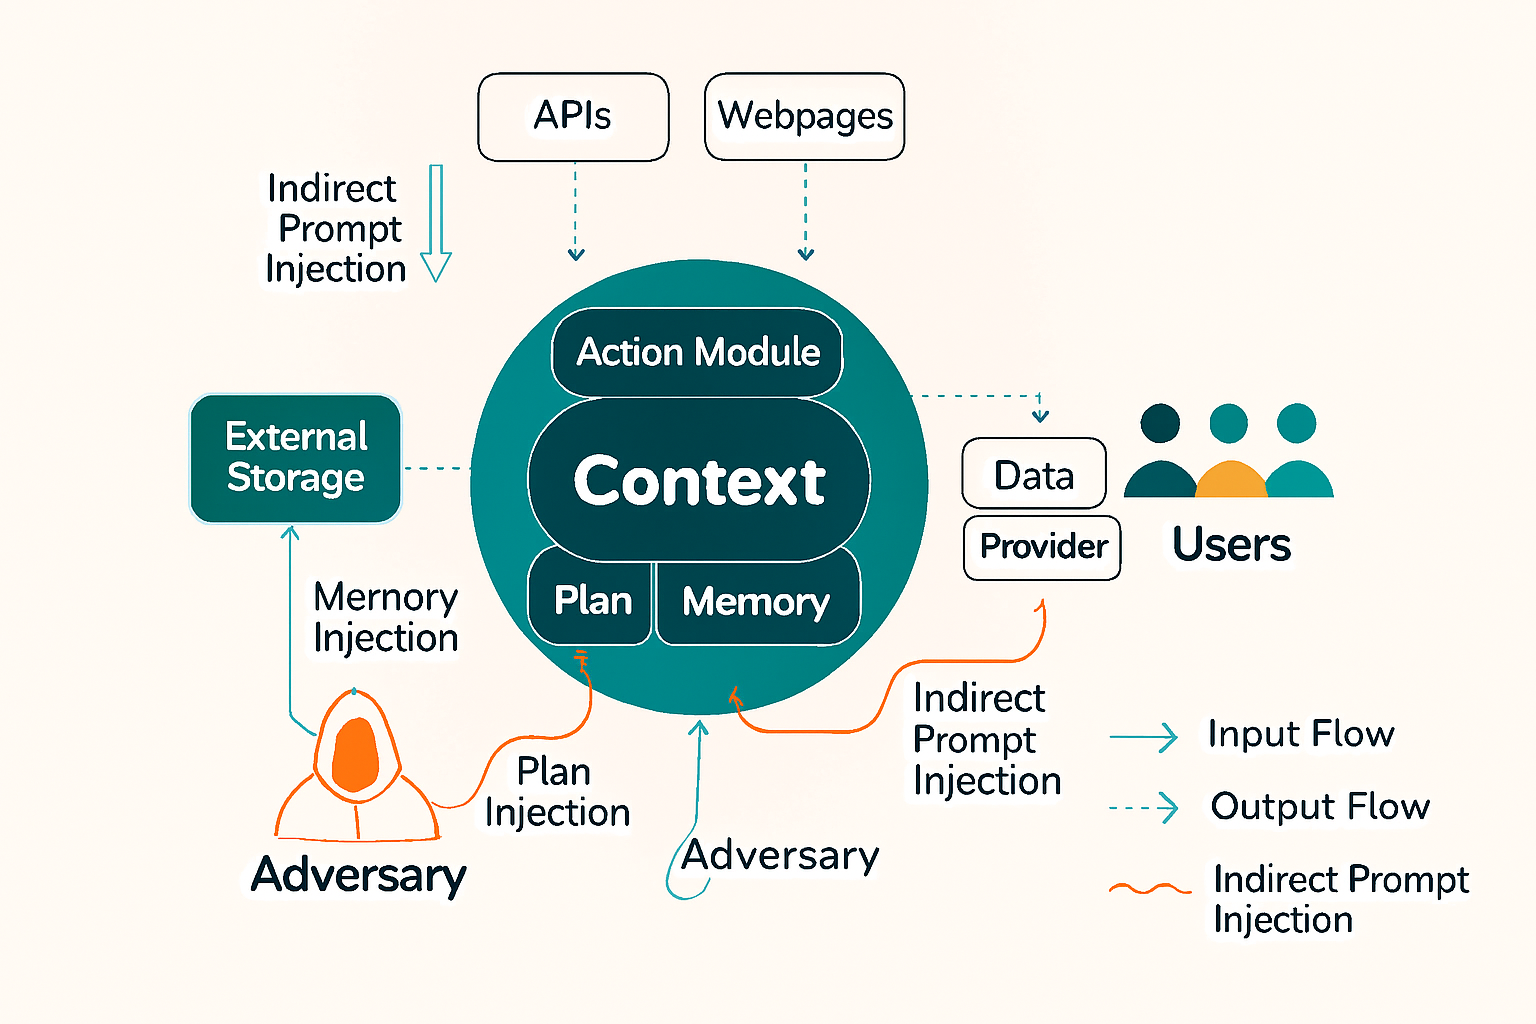 APIs
Webpages
Indirect
Prompt
Injection
Action Module
External
Storage
Context
Data
Provider
Users
Plan
Memory
Mernory
Injection
Indirect
Prompt
Injection
Plan
Injection
Adversary
Adversary
Input Flow
Output Flow
Indirect Prompt
Injection